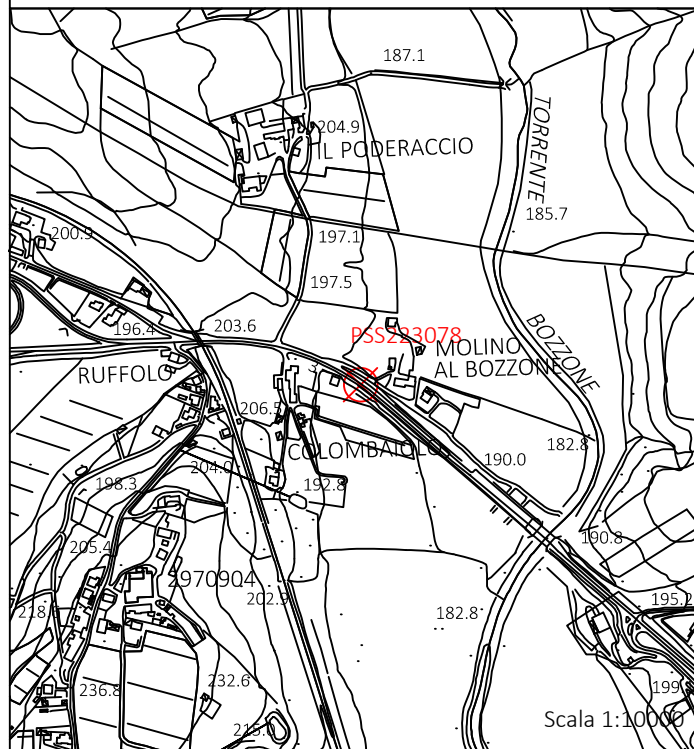 187.1
204.9
IL PODERACCIO
TORRENTE
185.7
200.9
197.1
197.5
196.4
203.6
PSS223078
BOZZONE
MOLINO
AL BOZZONE
RUFFOLO
3
206.5
204.0
COLOMBAIOLO
182.8
190.0
198.3
192.8
190.8
205.4
2970904
202.9
182.8
195.2
218.
236.8
232.6
199.
215.0
Scala 1:10000